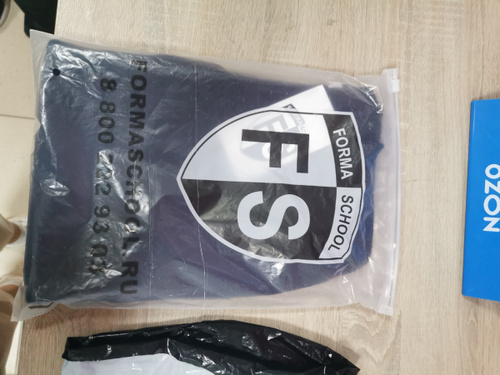 FORMA
SCHOOL
FS
FORMASCHOOL.RU
8 800
OZON